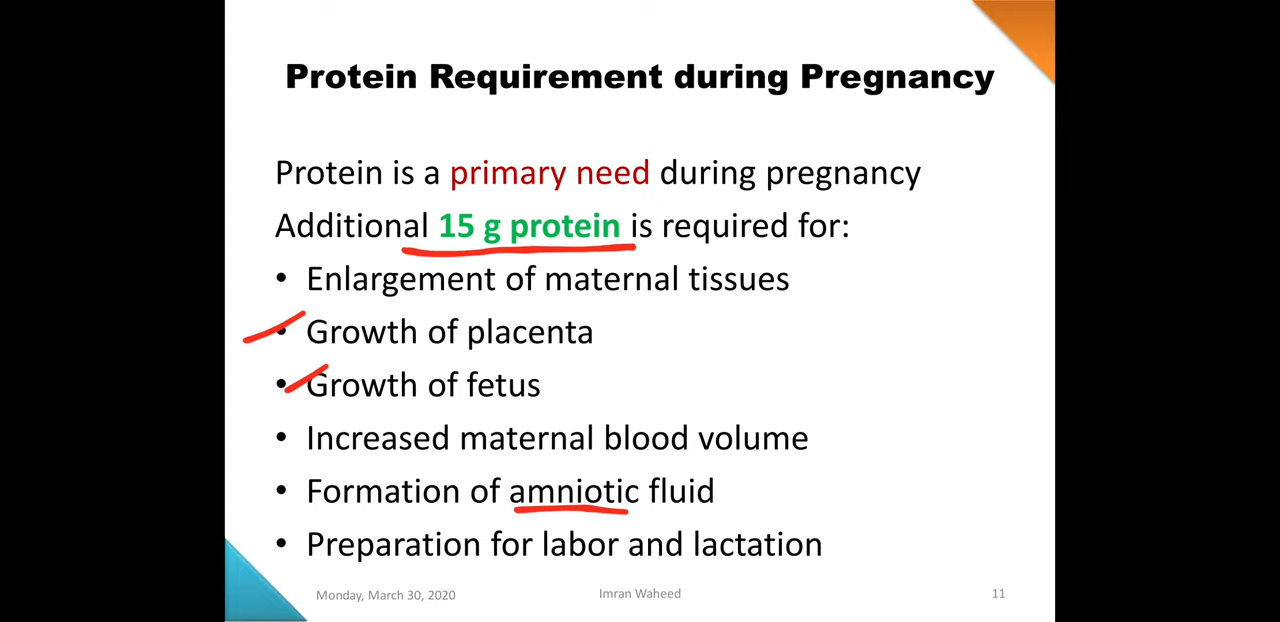 Protein Requirement during Pregnancy
Protein is a primary need during pregnancy
Additional 15 g protein is required for:
• Enlargement of maternal tissues
• Growth of placenta
• Growth of fetus
• Increased maternal blood volume
• Formation of amniotic fluid
• Preparation for labor and lactation
Monday, March 30, 2020 Imran Waheed 11